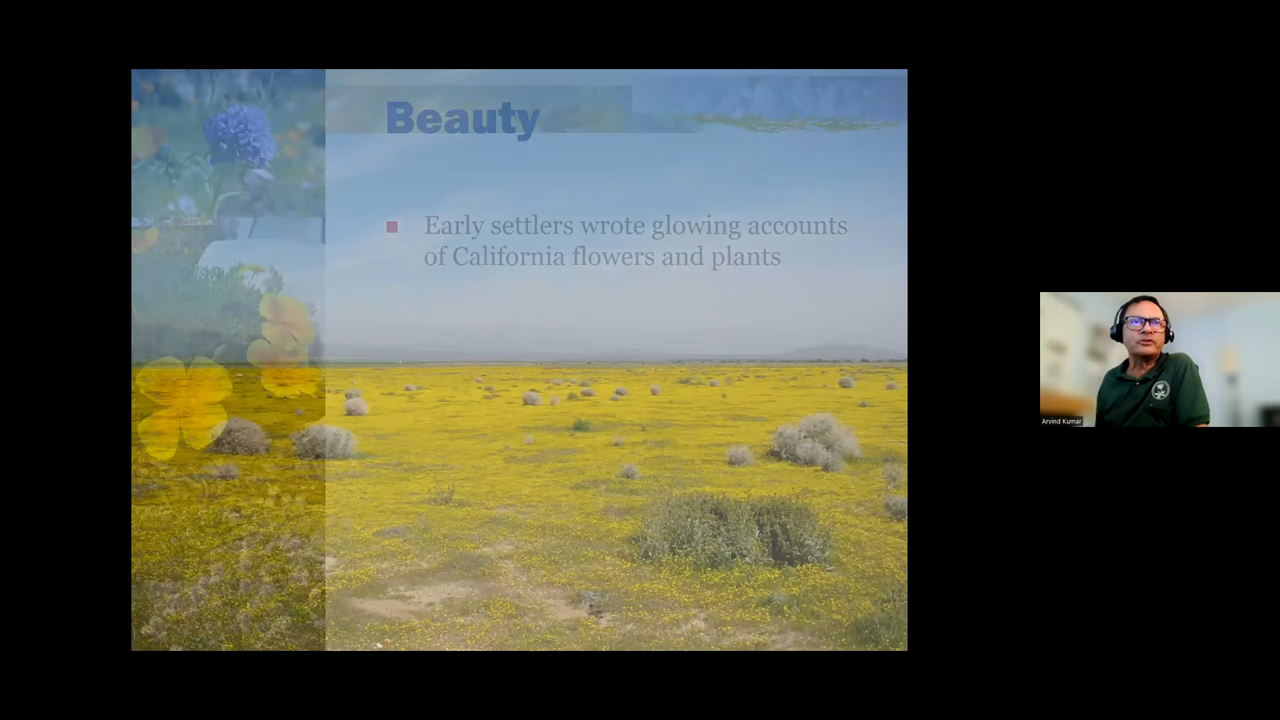 Beauty
Early settlers wrote glowing accounts
of California flowers and plants
Arvind Kumar